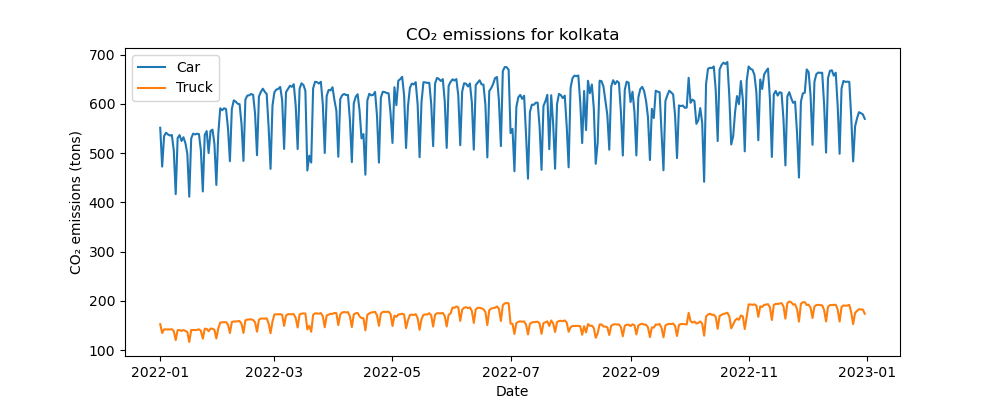 CO₂ emissions for kolkata
Car
Truck
CO₂ emissions (tons)
700
600
500
400
300
200
100
2022-01
2022-03
2022-05
2022-07
2022-09
2022-11
2023-01
Date